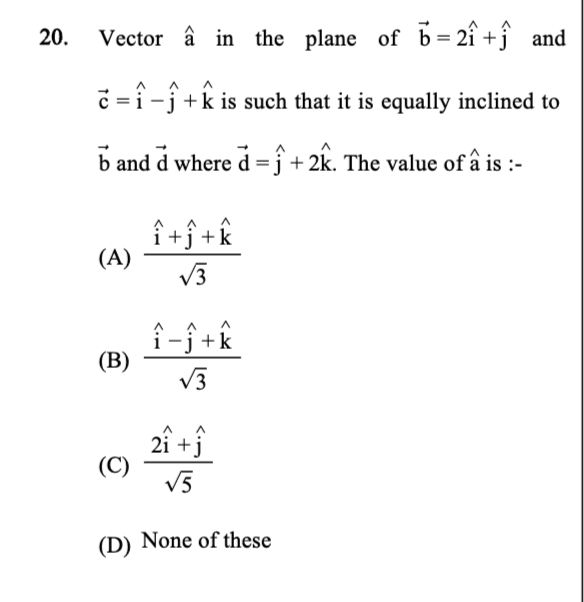 20. Vector â in the plane of b⃗ = 2î + ĵ and
c⃗ = î − ĵ + k̂ is such that it is equally inclined to
b⃗ and d⃗ where d⃗ = ĵ + 2k̂. The value of â is :-
(A) (î + ĵ + k̂)/√3
(B) (î − ĵ + k̂)/√3
(C) (2î + ĵ)/√5
(D) None of these